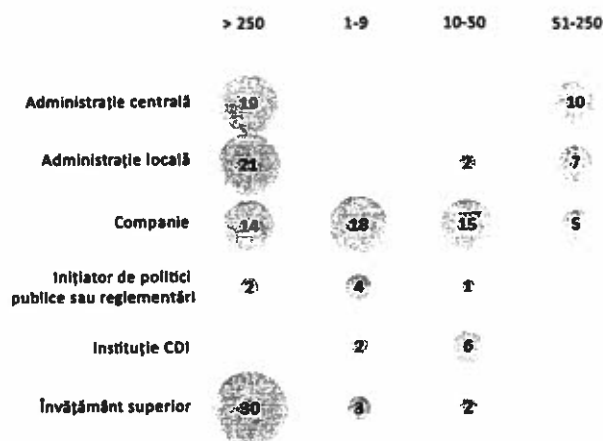 > 250 1-9 10-50 51-250
Administrație centrală 19 10
Administrație locală 21 2 7
Companie 14 18 15 5
Inițiator de politici
publice sau reglementări 2 4 1
Instituție CDI 2 6
Învățământ superior 30 3 2